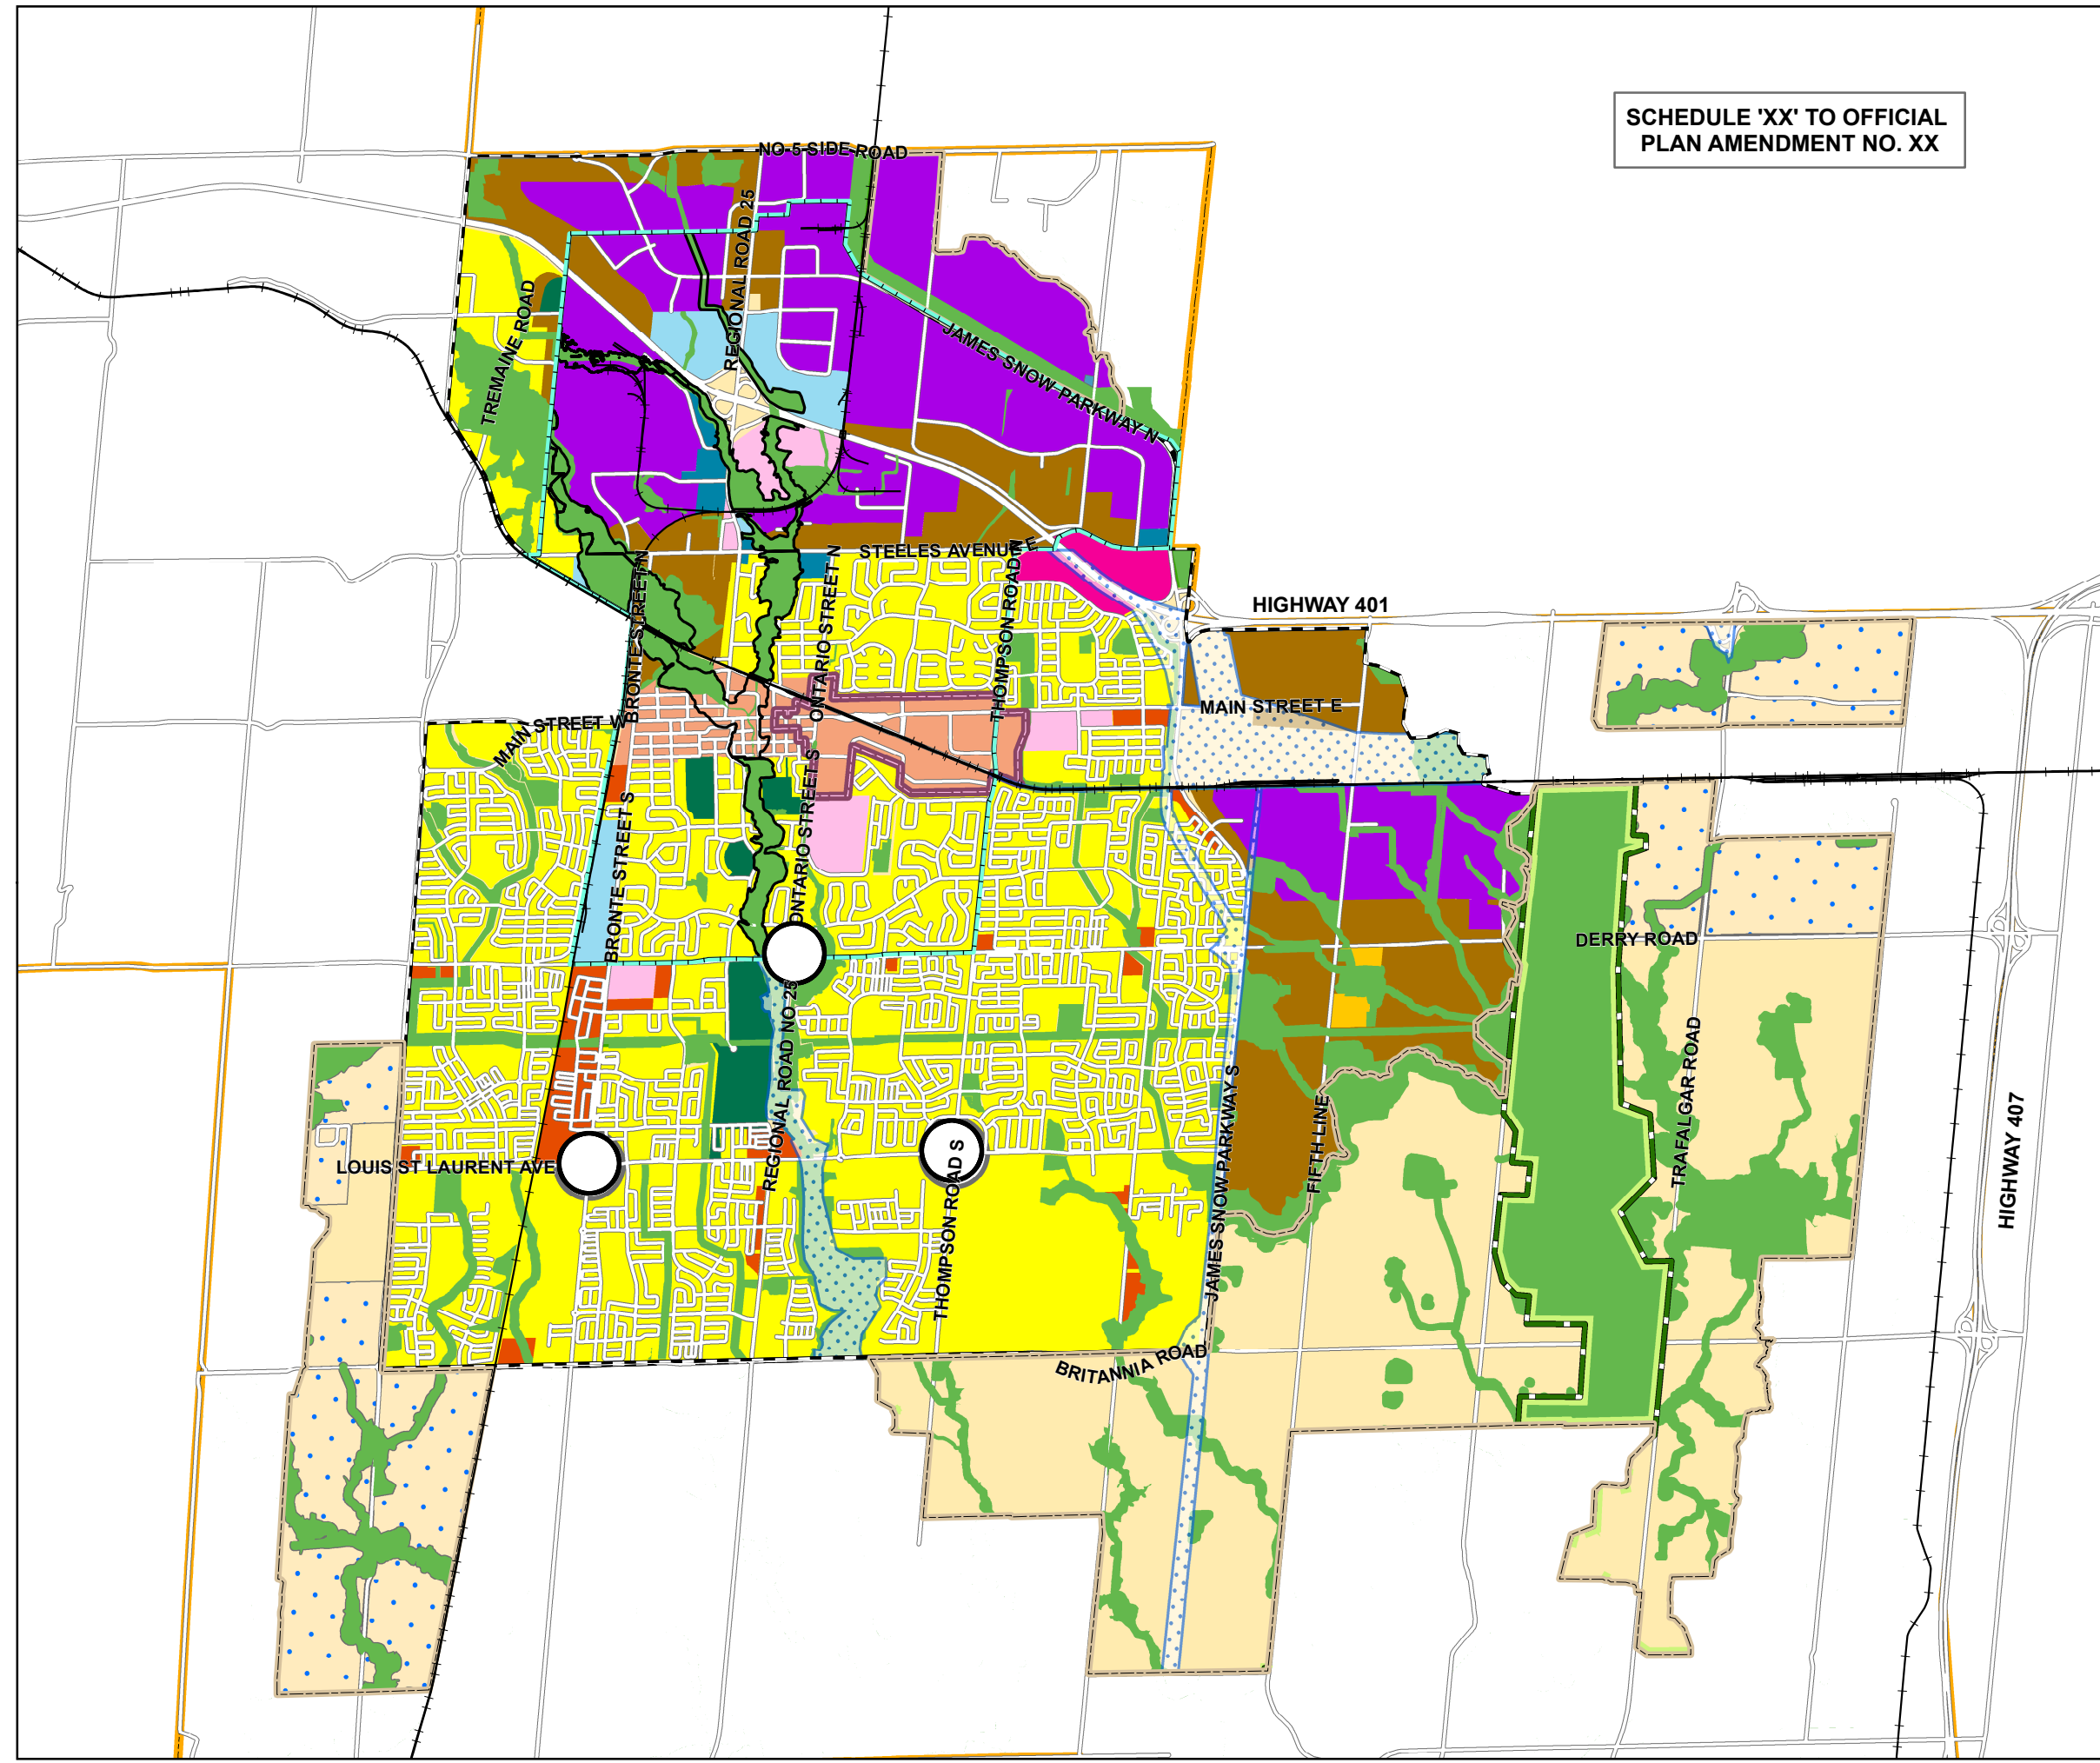 SCHEDULE 'XX' TO OFFICIAL
PLAN AMENDMENT NO. XX
NO 5 SIDE ROAD
REGIONAL ROAD 25
TREMAINE ROAD
JAMES SNOW PARKWAY N
STEELES AVENUE E
BRONTE STREET N
ONTARIO STREET N
THOMPSON ROAD N
HIGHWAY 401
MAIN STREET W
MAIN STREET E
BRONTE STREET S
ONTARIO STREET S
DERRY ROAD
REGIONAL ROAD NO 25
LOUIS ST LAURENT AVE
THOMPSON ROAD S
JAMES SNOW PARKWAY S
FIFTH LINE
TRAFALGAR ROAD
HIGHWAY 407
BRITANNIA ROAD